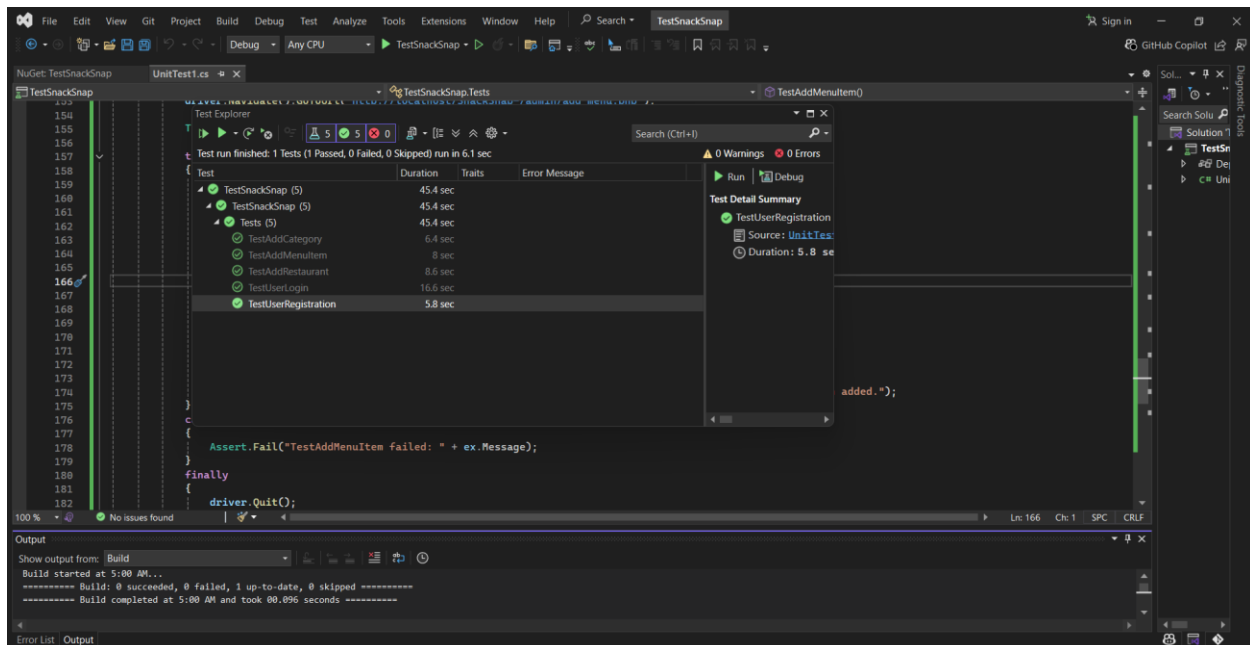 File Edit View Git Project Build Debug Test Analyze Tools Extensions Window Help Search TestSnackSnap Sign in
Debug Any CPU TestSnackSnap GitHub Copilot
NuGet: TestSnackSnap UnitTest1.cs Sol...
TestSnackSnap TestSnackSnap.Tests TestAddMenuItem()
Diagnostic Tools
Search Solu
Solution
TestSn
De
C# Uni
154
155
156
157
158
159
160
161
162
163
164
165
166
167
168
169
170
171
172
173
174 added.");
175 }
176 c
177 {
178 Assert.Fail("TestAddMenuItem failed: " + ex.Message);
179 }
180 finally
181 {
182 driver.Quit();
Test Explorer
5 5 0 Search (Ctrl+I)
Test run finished: 1 Tests (1 Passed, 0 Failed, 0 Skipped) run in 6.1 sec 0 Warnings 0 Errors
Test Duration Traits Error Message
TestSnackSnap (5) 45.4 sec
TestSnackSnap (5) 45.4 sec
Tests (5) 45.4 sec
TestAddCategory 6.4 sec
TestAddMenuItem 8 sec
TestAddRestaurant 8.6 sec
TestUserLogin 16.6 sec
TestUserRegistration 5.8 sec
Run Debug
Test Detail Summary
TestUserRegistration
Source: UnitTes
Duration: 5.8 se
100 % No issues found Ln: 166 Ch: 1 SPC CRLF
Output
Show output from: Build
Build started at 5:00 AM...
========== Build: 0 succeeded, 0 failed, 1 up-to-date, 0 skipped ==========
========== Build completed at 5:00 AM and took 00.096 seconds ==========
Error List Output